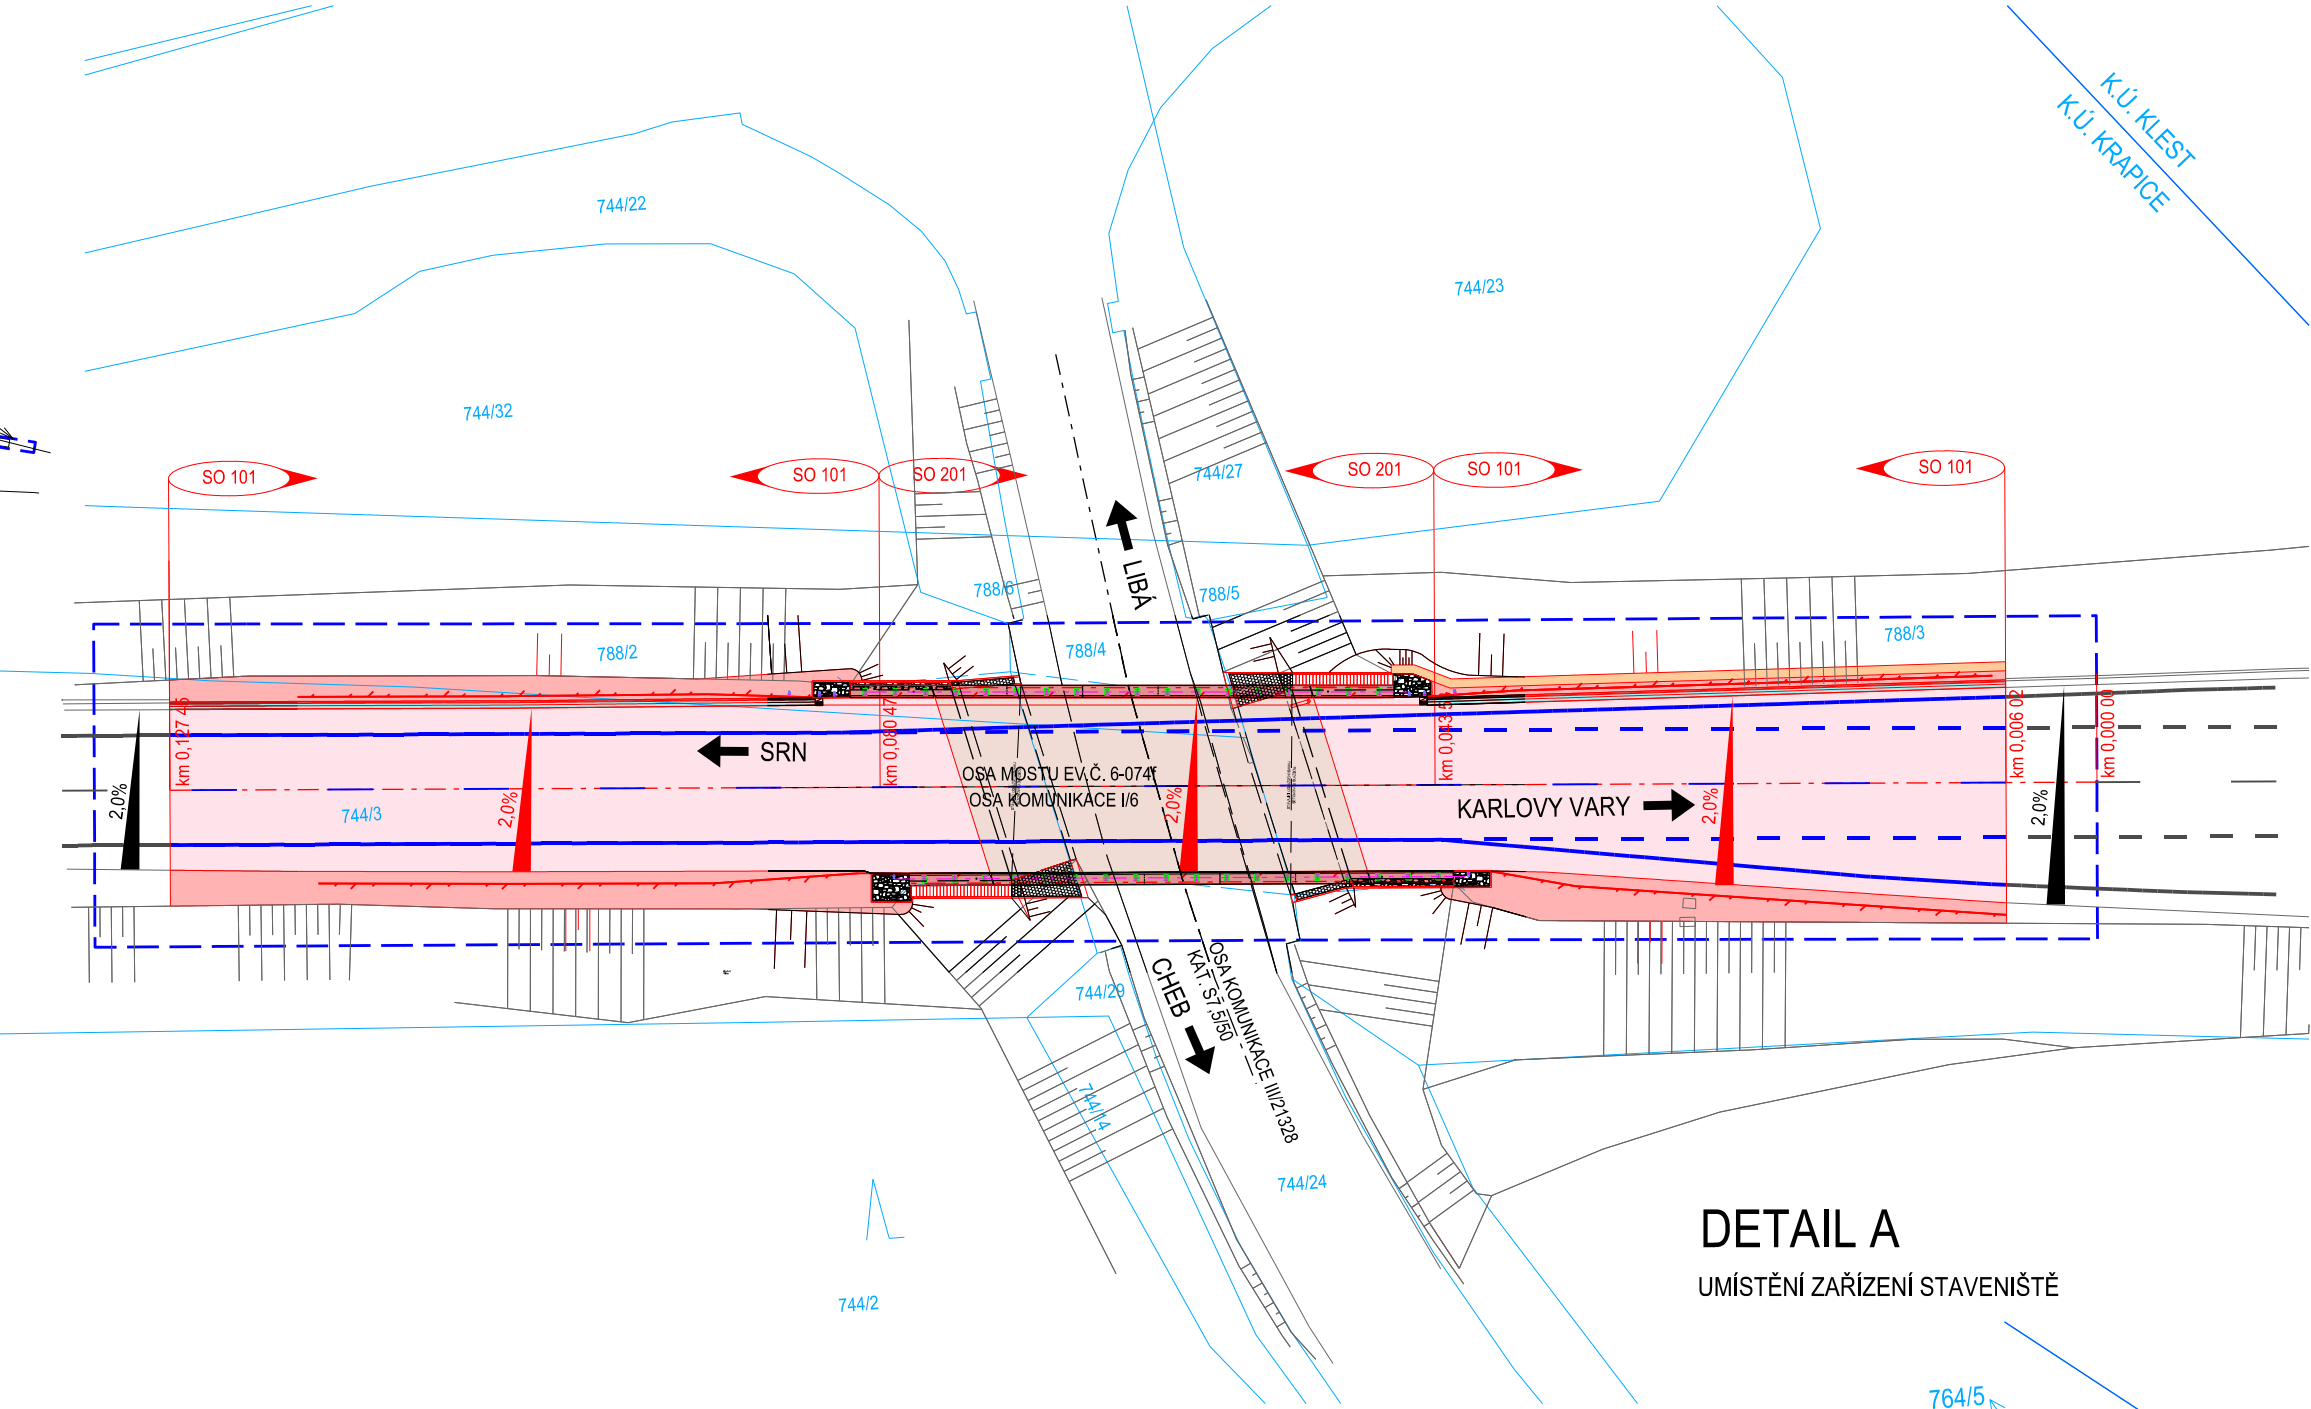 K.Ú. KLEST
K.Ú. KRAPICE
744/22
744/23
744/32
SO 101
SO 101
SO 201
744/27
SO 201
SO 101
SO 101
LIBÁ
788/6
788/5
788/2
788/4
788/3
km 0,127 45
km 0,080 47
km 0,043 5
km 0,006 02
km 0,000 00
SRN
OSA MOSTU EV.Č. 6-074f
OSA KOMUNIKACE I/6
2,0%
2,0%
2,0%
2,0%
2,0%
KARLOVY VARY
744/3
CHEB
OSA KOMUNIKACE III/21328
KAT. S7,5/50
744/29
744/14
744/24
744/2
DETAIL A
UMÍSTĚNÍ ZAŘÍZENÍ STAVENIŠTĚ
764/5